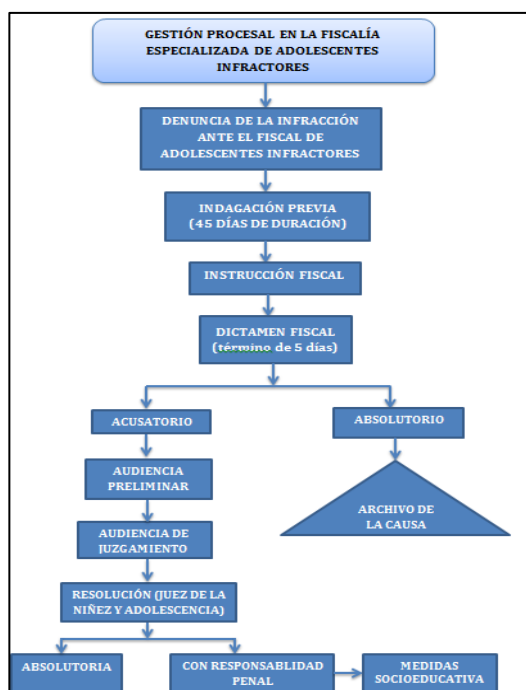 GESTIÓN PROCESAL EN LA FISCALÍA
ESPECIALIZADA DE ADOLESCENTES
INFRACTORES
DENUNCIA DE LA INFRACCIÓN
ANTE EL FISCAL DE
ADOLESCENTES INFRACTORES
INDAGACIÓN PREVIA
(45 DÍAS DE DURACIÓN)
INSTRUCCIÓN FISCAL
DICTAMEN FISCAL
(término de 5 días)
ACUSATORIO
ABSOLUTORIO
AUDIENCIA
PRELIMINAR
ARCHIVO DE
LA CAUSA
AUDIENCIA DE
JUZGAMIENTO
RESOLUCIÓN (JUEZ DE LA
NIÑEZ Y ADOLESCENCIA)
ABSOLUTORIA
CON RESPONSABLIDAD
PENAL
MEDIDAS
SOCIOEDUCATIVA